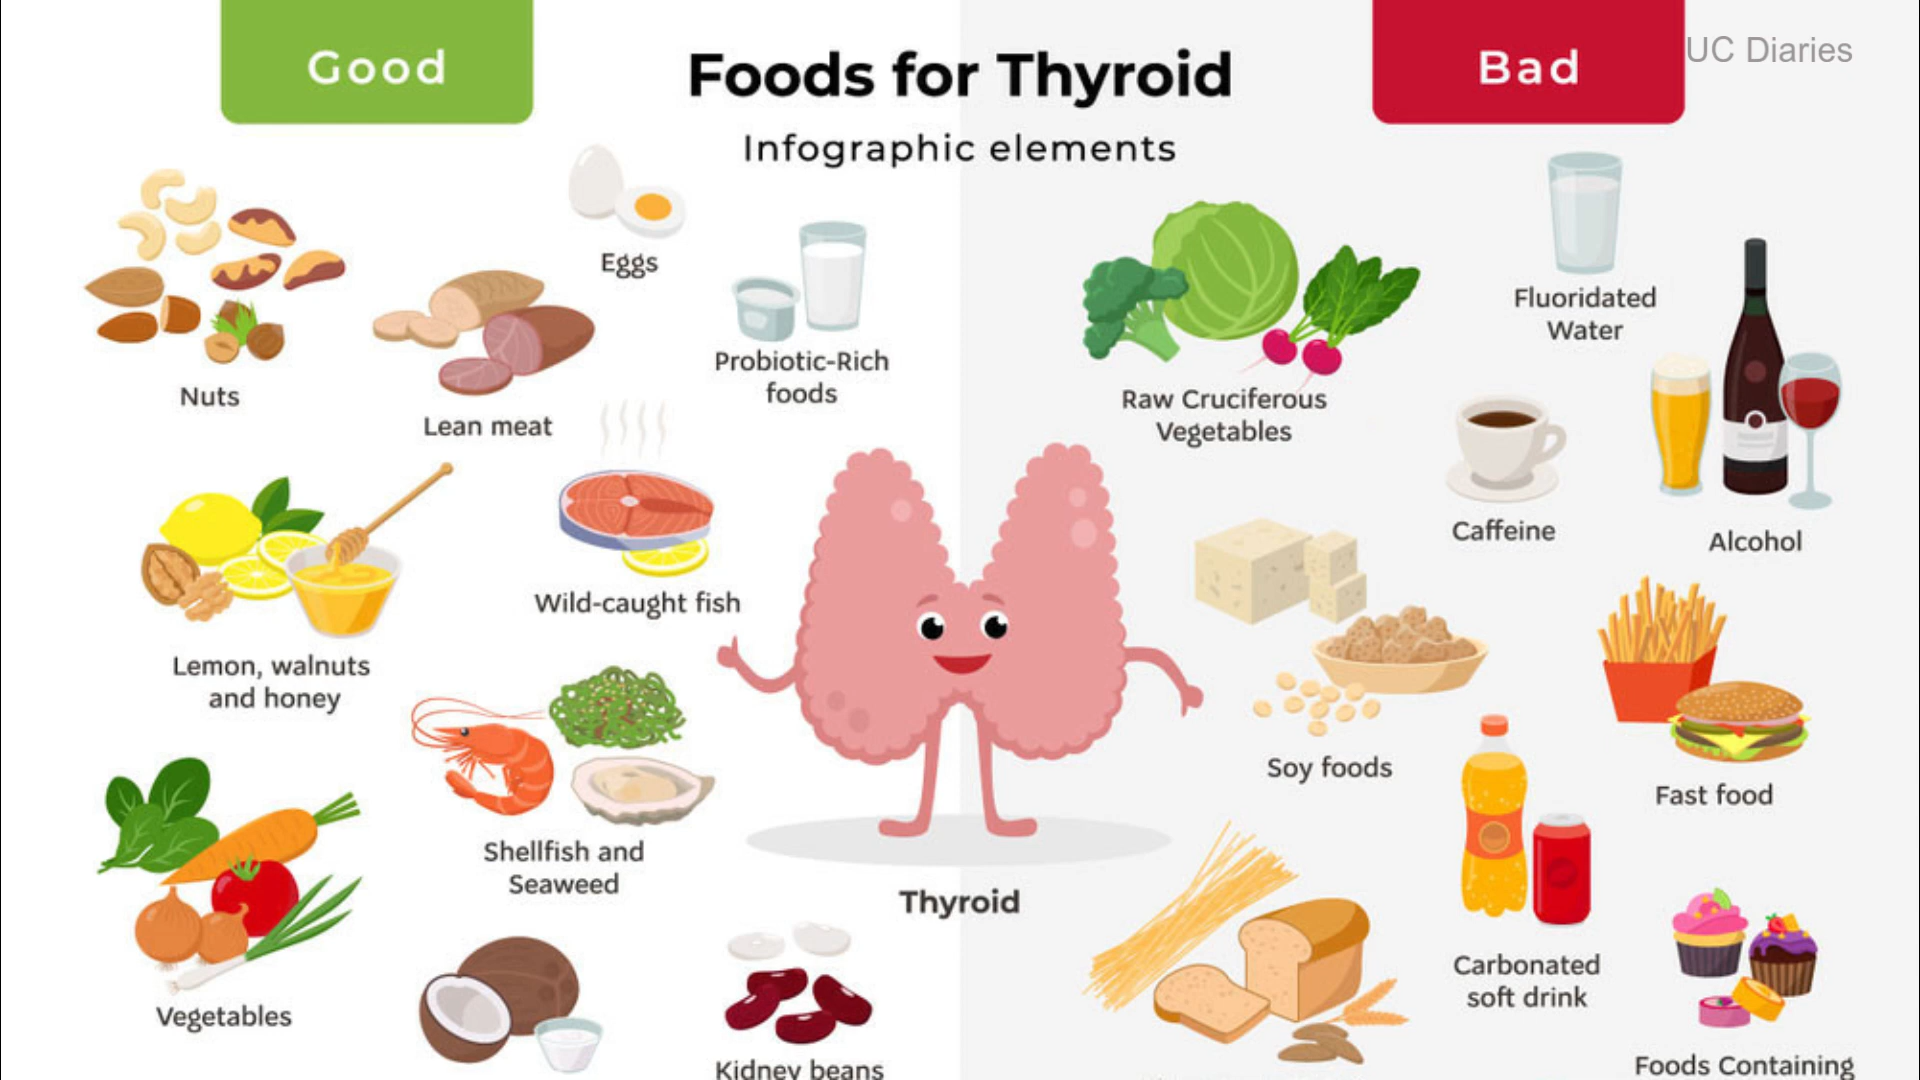 Good
Foods for Thyroid
Infographic elements
Bad
UC Diaries
Nuts
Lean meat
Eggs
Probiotic-Rich
foods
Lemon, walnuts
and honey
Wild-caught fish
Shellfish and
Seaweed
Vegetables
Kidney beans
Thyroid
Raw Cruciferous
Vegetables
Fluoridated
Water
Caffeine
Alcohol
Soy foods
Fast food
Carbonated
soft drink
Foods Containing